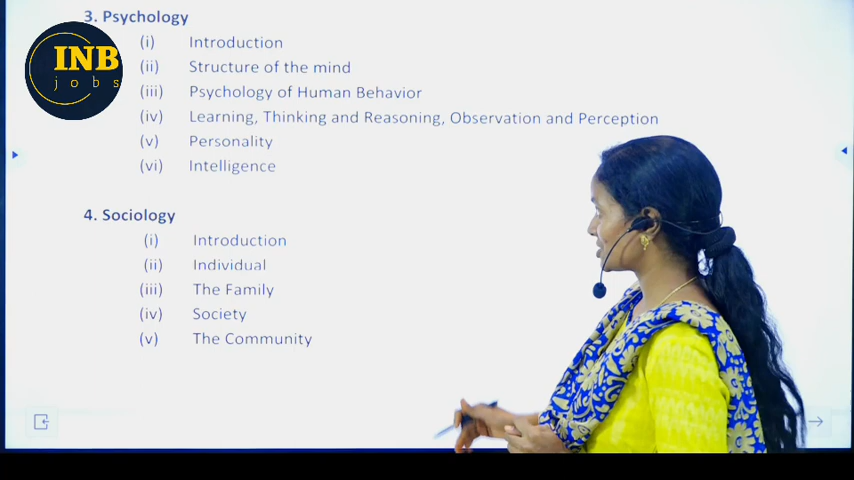 3. Psychology
(i) Introduction
(ii) Structure of the mind
(iii) Psychology of Human Behavior
(iv) Learning, Thinking and Reasoning, Observation and Perception
(v) Personality
(vi) Intelligence
4. Sociology
(i) Introduction
(ii) Individual
(iii) The Family
(iv) Society
(v) The Community
INB
jobs